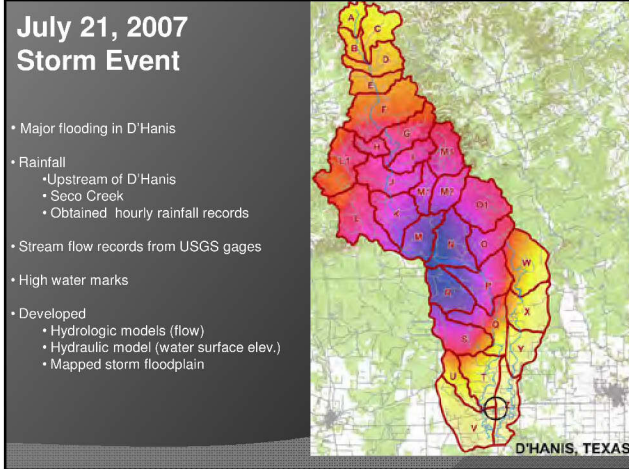 July 21, 2007
Storm Event
• Major flooding in D'Hanis
• Rainfall
•Upstream of D'Hanis
• Seco Creek
• Obtained hourly rainfall records
• Stream flow records from USGS gages
• High water marks
• Developed
• Hydrologic models (flow)
• Hydraulic model (water surface elev.)
• Mapped storm floodplain
A
C
B
D
E
F
G
H
I
L1
J
K
L
M
N
O
O1
P
Q
S
T
U
V
W
X
Y
D'HANIS, TEXAS